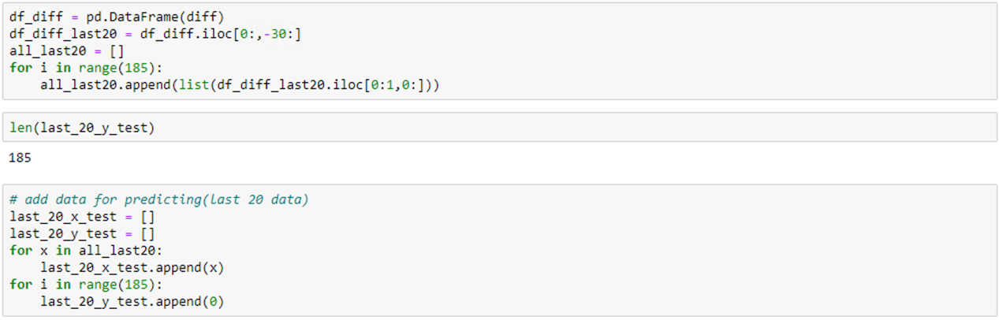 df_diff = pd.DataFrame(diff)
df_diff_last20 = df_diff.iloc[0:,-30:]
all_last20 = []
for i in range(185):
    all_last20.append(list(df_diff_last20.iloc[0:1,0:]))
len(last_20_y_test)
185
# add data for predicting(last 20 data)
last_20_x_test = []
last_20_y_test = []
for x in all_last20:
    last_20_x_test.append(x)
for i in range(185):
    last_20_y_test.append(0)